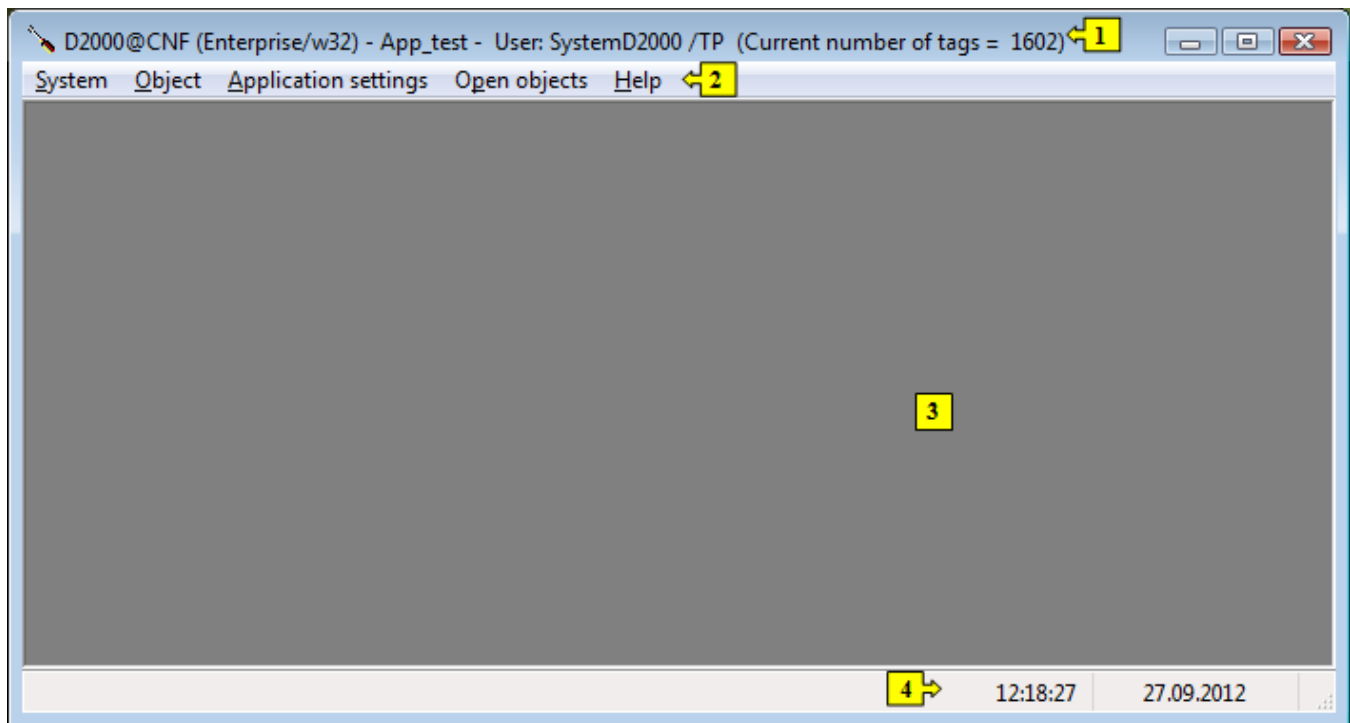 D2000@CNF (Enterprise/w32) - App_test - User: SystemD2000 /TP (Current number of tags = 1602) 1
System Object Application settings Open objects Help 2
3
4 12:18:27 27.09.2012